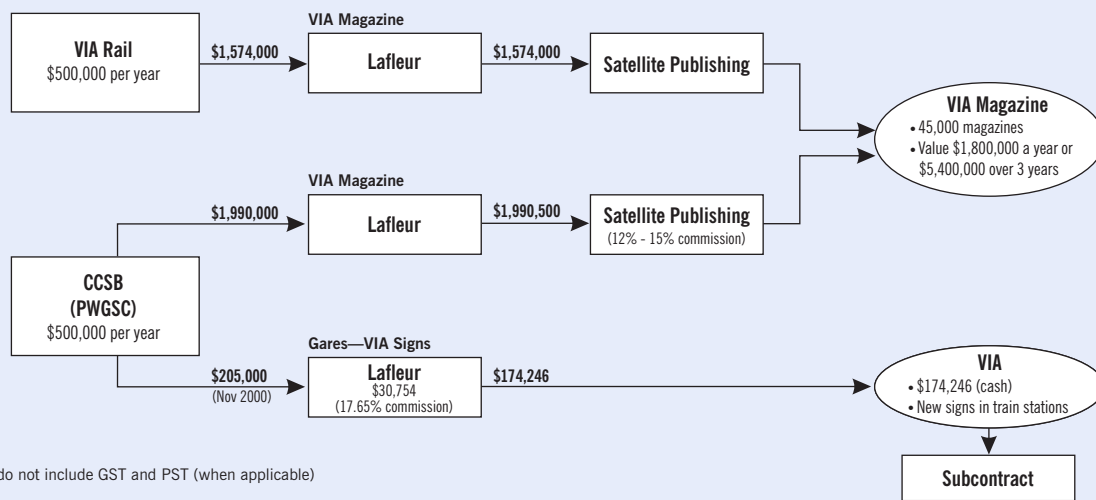 VIA Magazine
VIA Rail
$500,000 per year
$1,574,000
Lafleur
$1,574,000
Satellite Publishing
VIA Magazine
• 45,000 magazines
• Value $1,800,000 a year or
$5,400,000 over 3 years
VIA Magazine
$1,990,000
Lafleur
$1,990,500
Satellite Publishing
(12% - 15% commission)
CCSB
(PWGSC)
$500,000 per year
Gares—VIA Signs
$205,000
(Nov 2000)
Lafleur
$30,754
(17.65% commission)
$174,246
VIA
• $174,246 (cash)
• New signs in train stations
do not include GST and PST (when applicable)
Subcontract